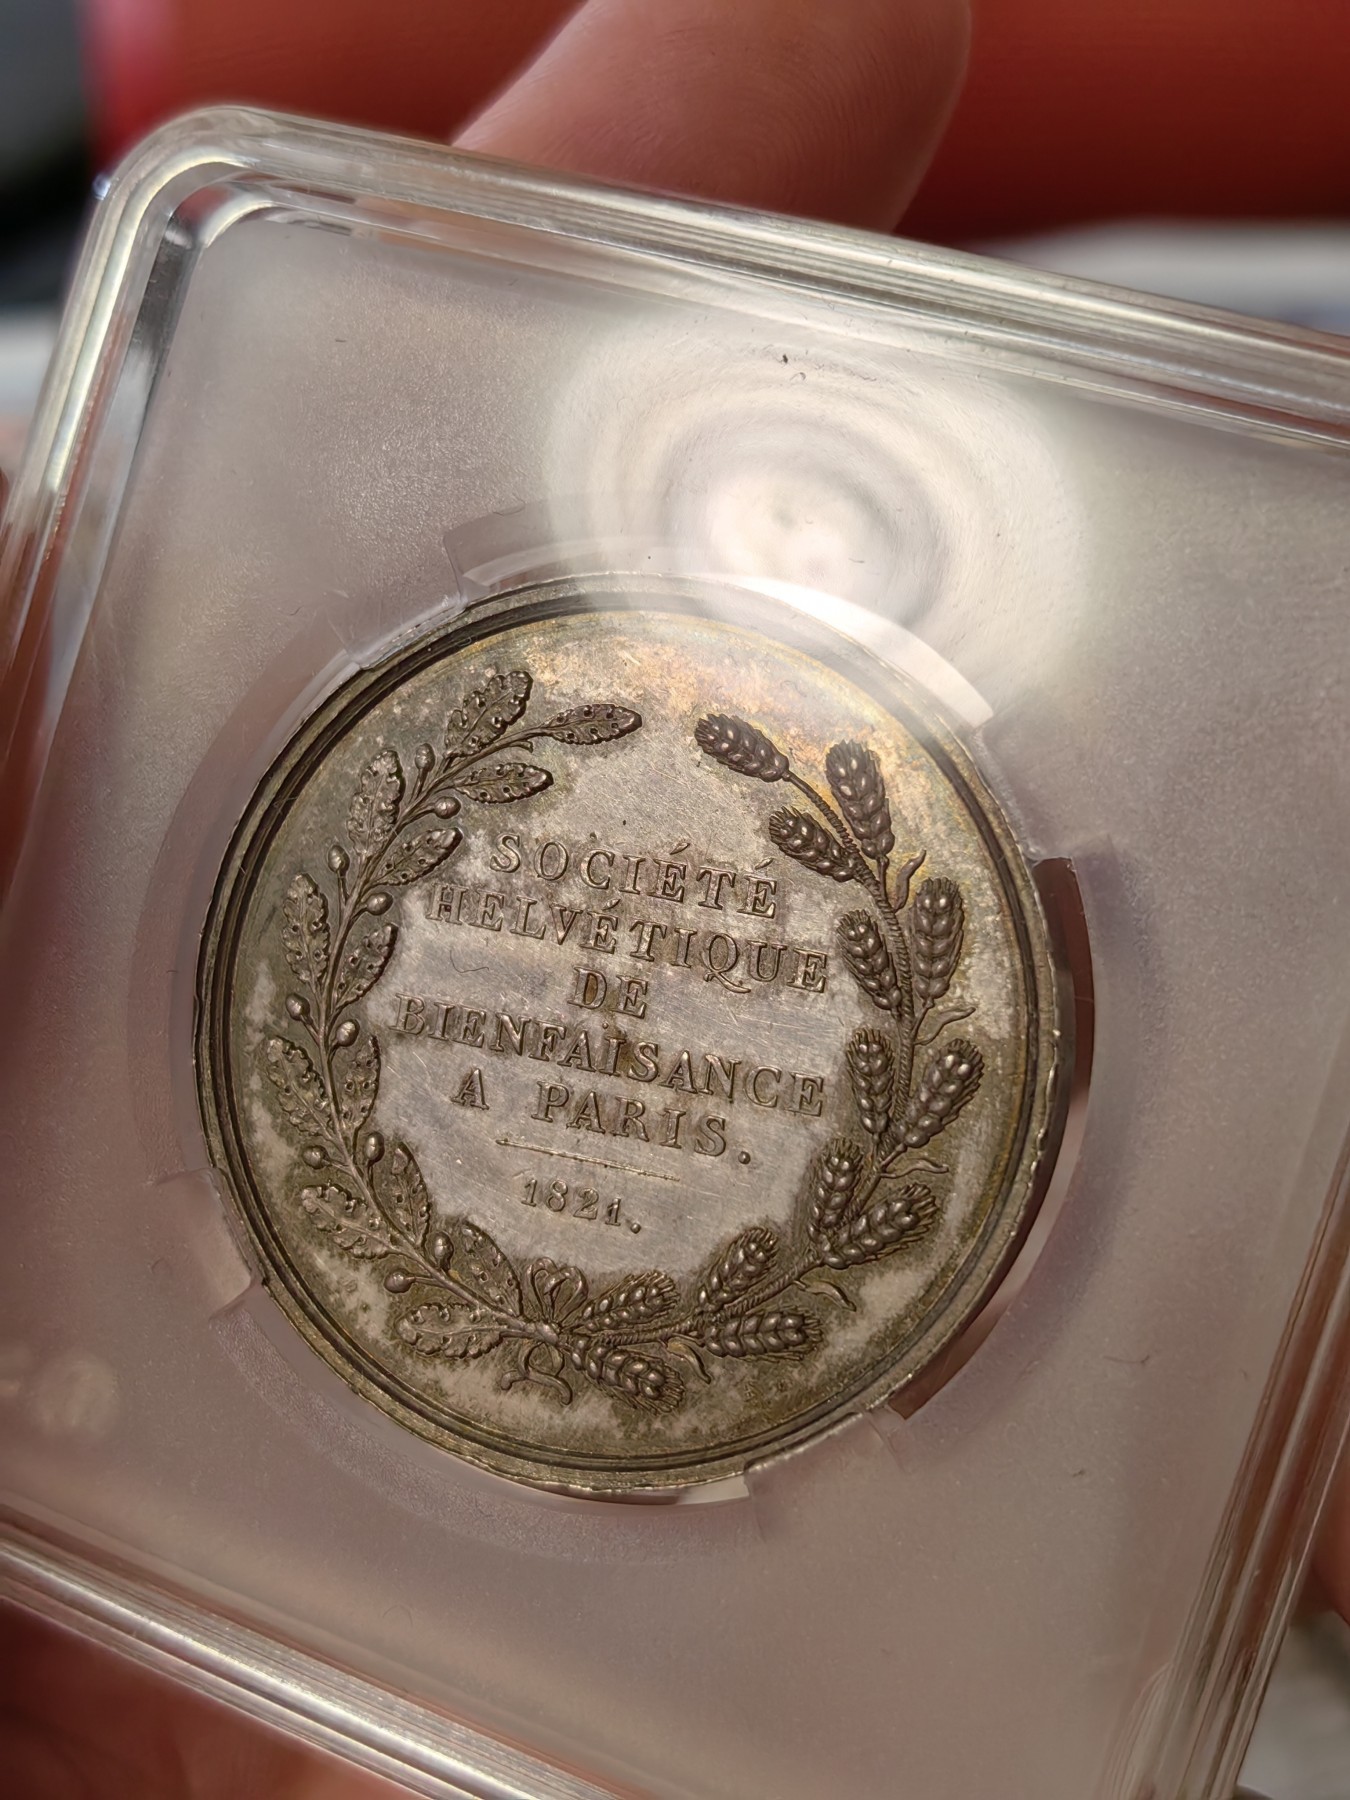 SOCIÉTÉ
HELVÉTIQUE
DE
BIENFAISANCE
A PARIS.
1821.